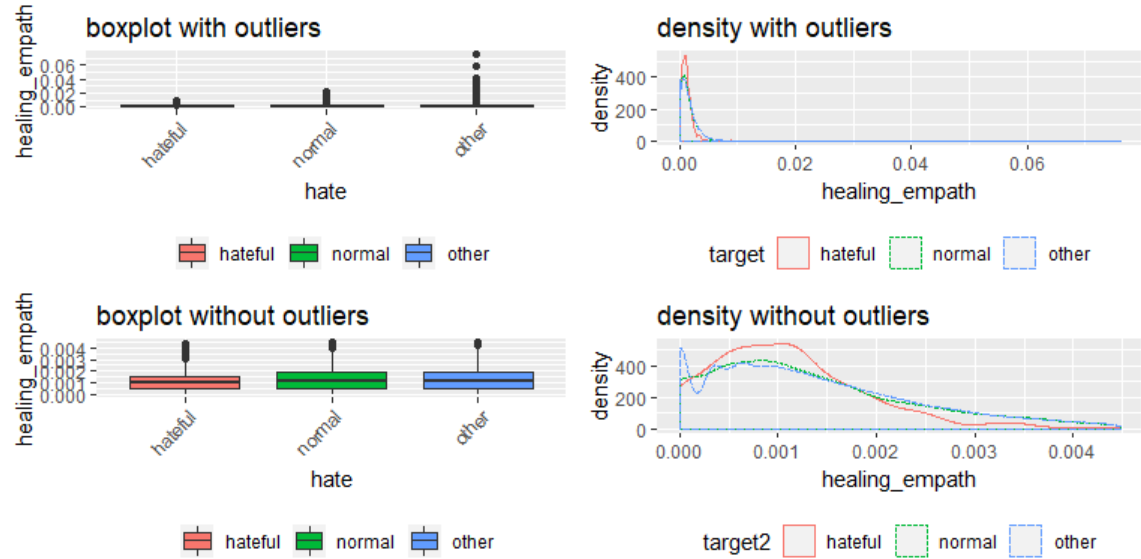 boxplot with outliers
healing_empath
0.06
0.04
0.02
0.00
hateful
normal
other
hate
hateful normal other
density with outliers
density
400
200
0
0.00 0.02 0.04 0.06
healing_empath
target hateful normal other
boxplot without outliers
healing_empath
0.004
0.003
0.002
0.001
0.000
hateful
normal
other
hate
hateful normal other
density without outliers
density
400
200
0
0.000 0.001 0.002 0.003 0.004
healing_empath
target2 hateful normal other